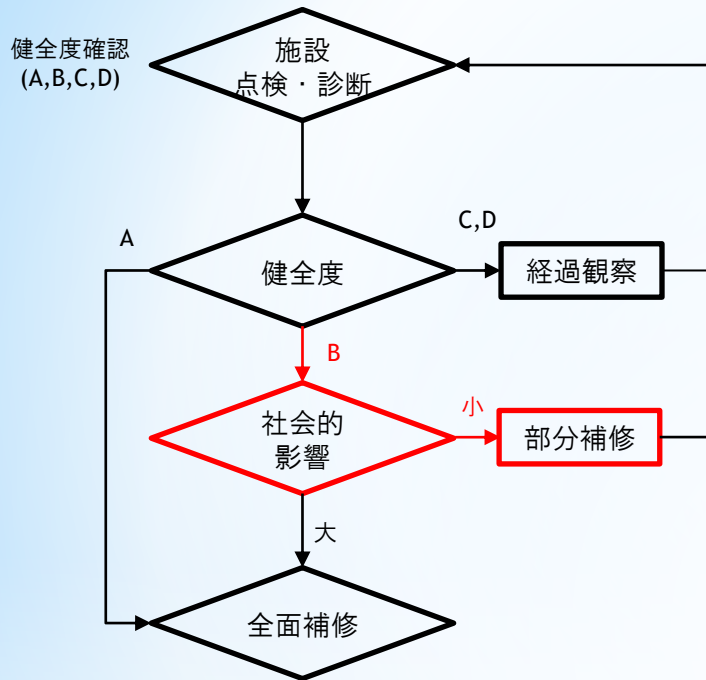 健全度確認
(A,B,C,D)
施設
点検・診断
A
健全度
C,D
経過観察
B
社会的
影響
小
部分補修
大
全面補修